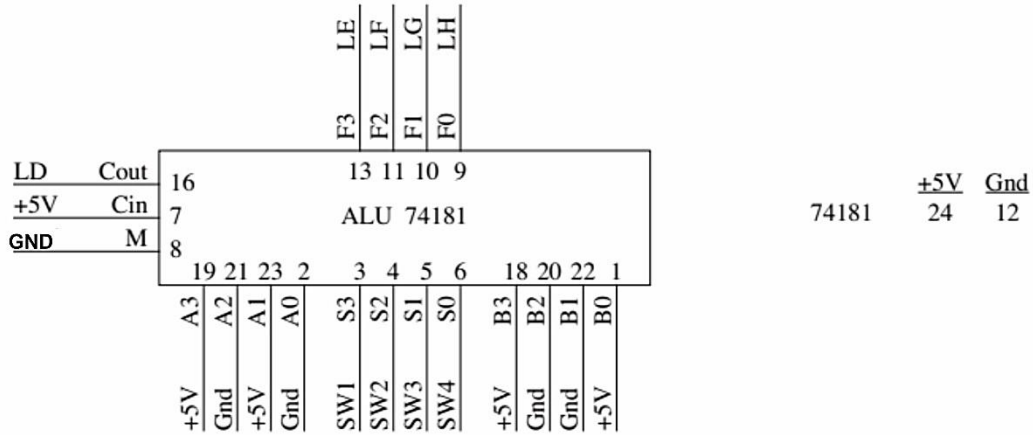 LE LF LG LH
F3 F2 F1 F0
LD Cout 16 13 11 10 9
+5V Cin 7 ALU 74181
GND M 8
19 21 23 2 3 4 5 6 18 20 22 1
A3 A2 A1 A0 S3 S2 S1 S0 B3 B2 B1 B0
+5V Gnd +5V Gnd SW1 SW2 SW3 SW4 +5V Gnd Gnd +5V
+5V Gnd
74181 24 12